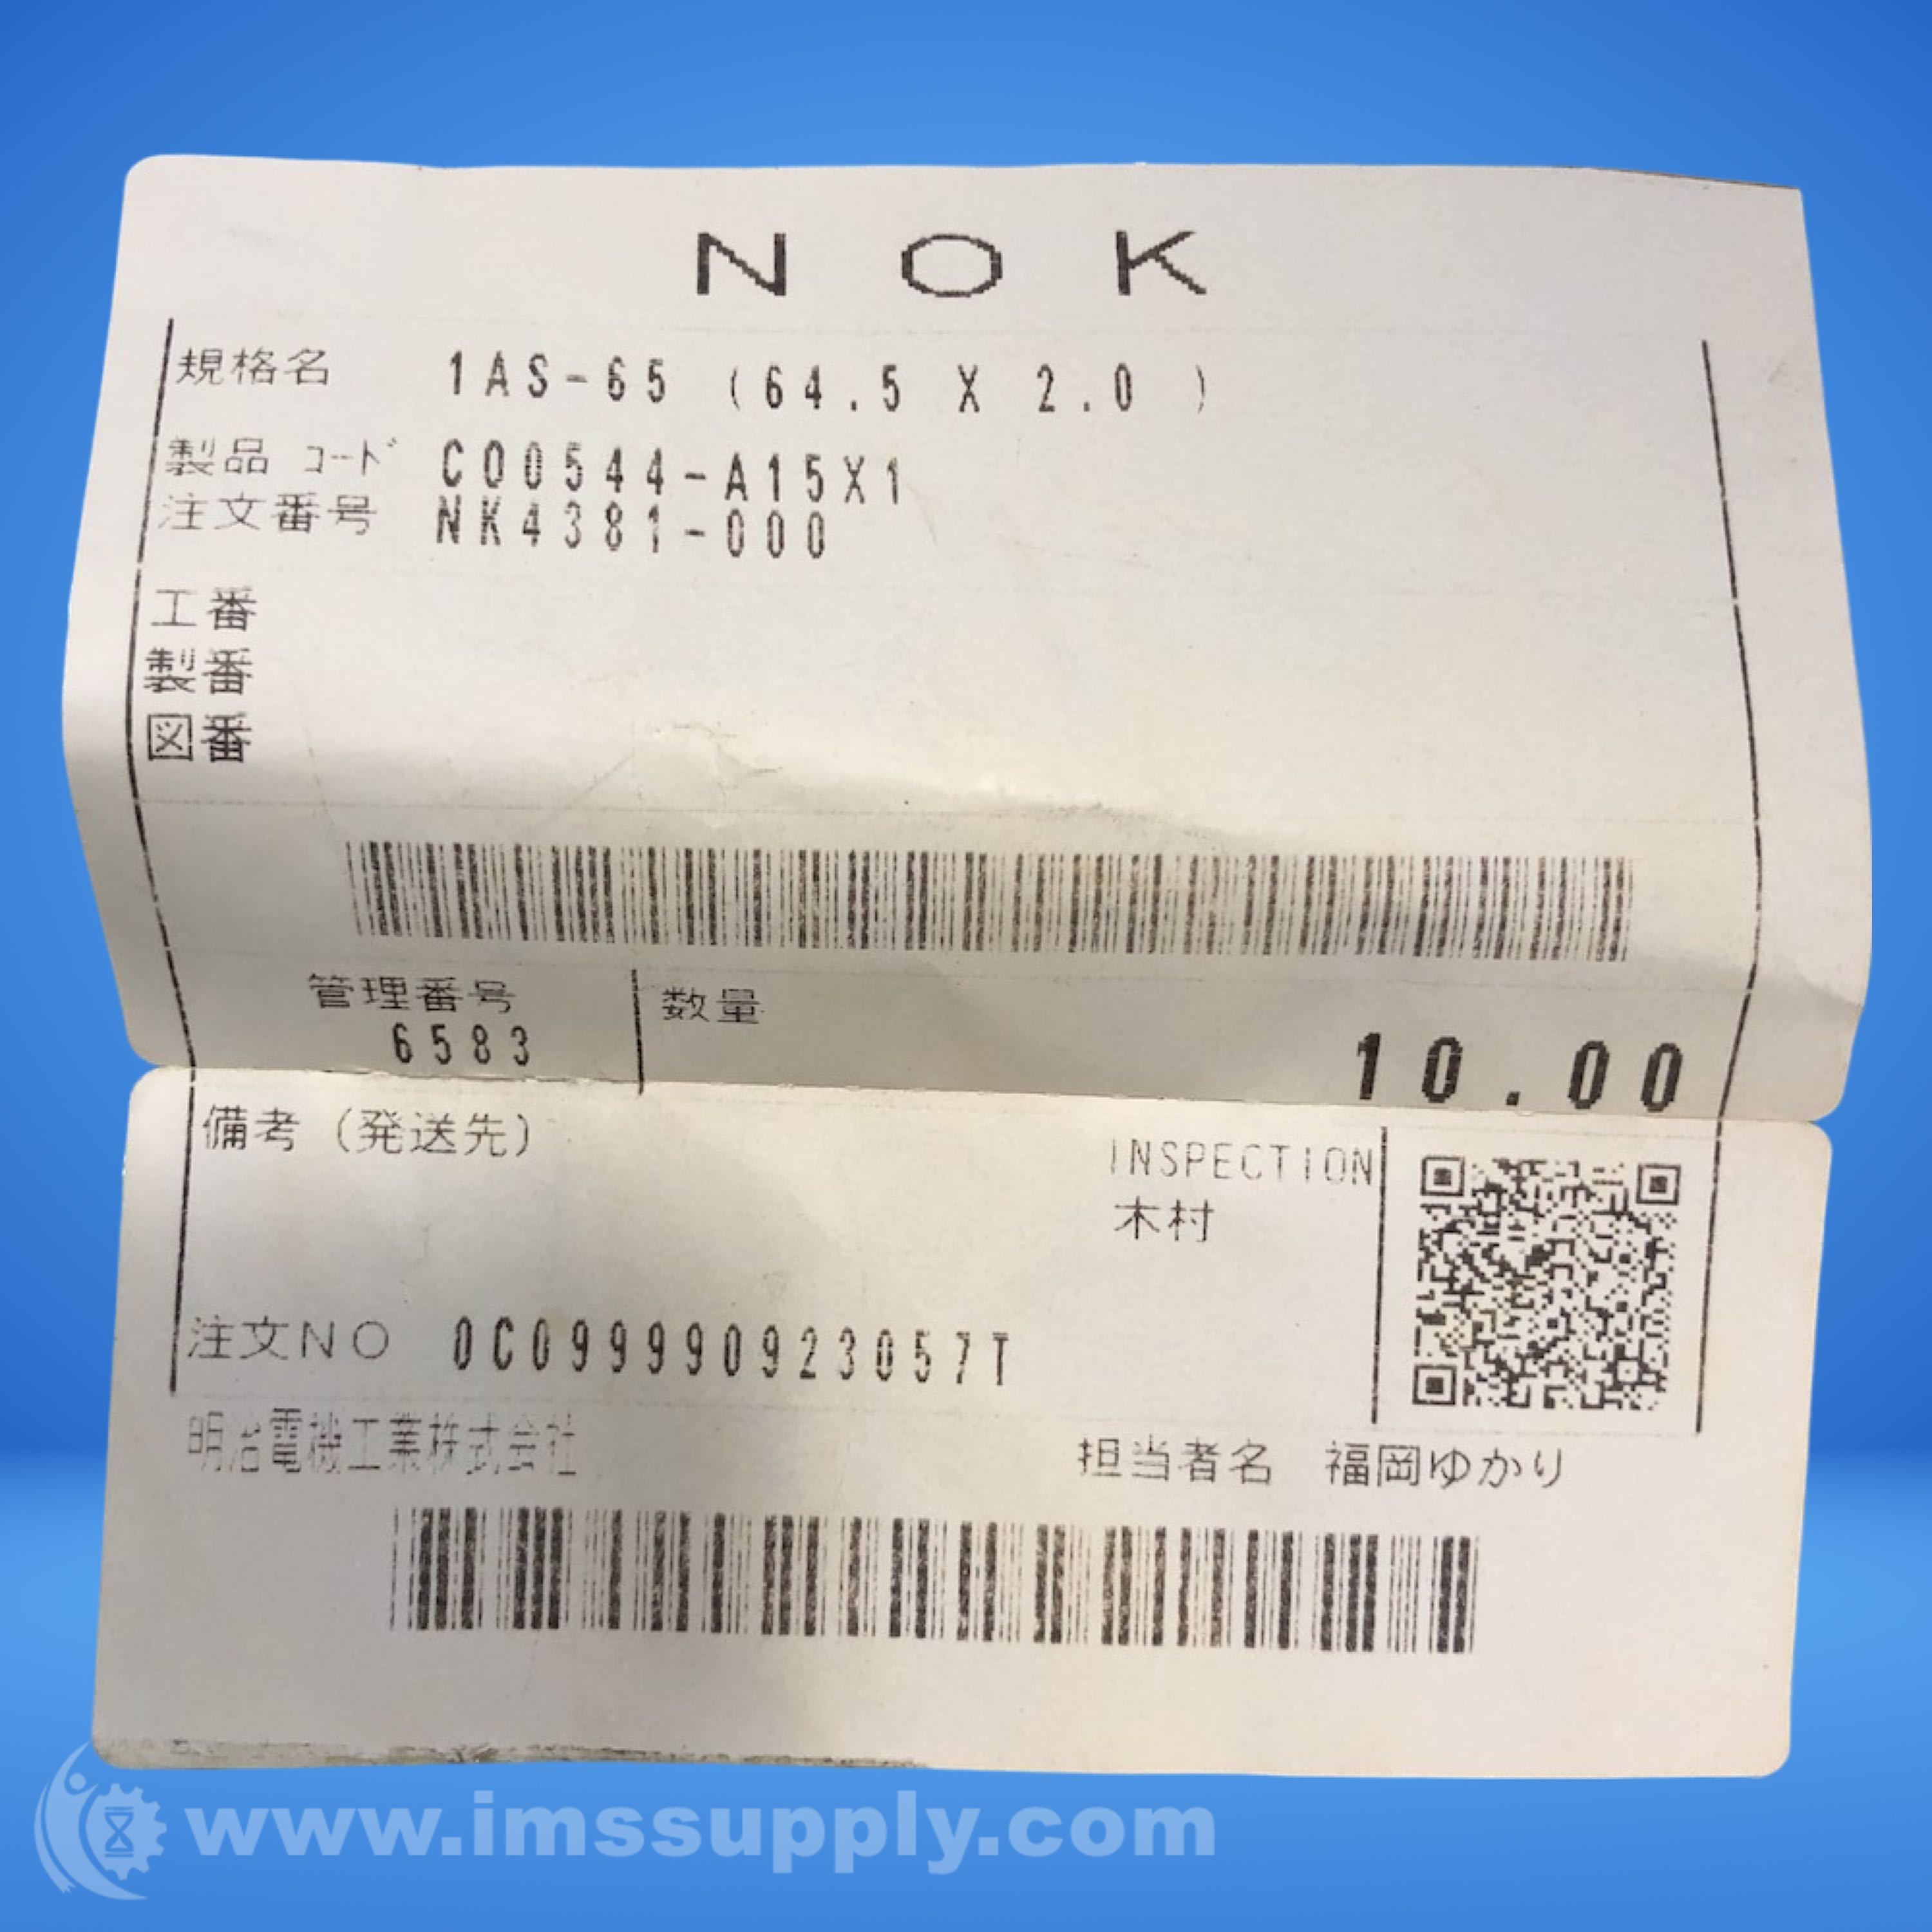 NOK
規格名 1AS-65 (64.5 X 2.0 )
製品 コード CO0544-A15X1
注文番号 NK4381-000
工番
製番
図番
管理番号 数量
6583 10.00
備考（発送先） INSPECTION
木村
注文NO 0C099990923057T
明治電機工業株式会社
担当者名 福岡ゆかり
www.imssupply.com